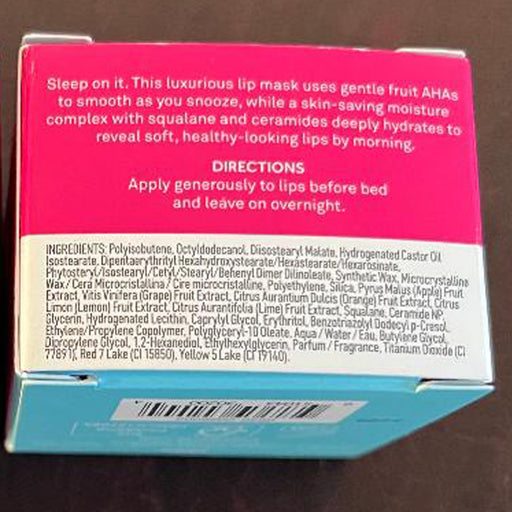 Sleep on it. This luxurious lip mask uses gentle fruit AHAs
to smooth as you snooze, while a skin-saving moisture
complex with squalane and ceramides deeply hydrates to
reveal soft, healthy-looking lips by morning.
DIRECTIONS
Apply generously to lips before bed
and leave on overnight.
INGREDIENTS: Polyisobutene, Octyldodecanol, Diisostearyl Malate, Hydrogenated Castor Oil
Isostearate, Dipentaerythrityl Hexahydroxystearate/Hexastearate/Hexarosinate,
Phytosteryl/Isostearyl/Cetyl/Stearyl/Behenyl Dimer Dilinoleate, Synthetic Wax, Microcrystalline
Wax / Cera Microcristallina / Cire microcristalline, Polyethylene, Silica, Pyrus Malus (Apple) Fruit
Extract, Vitis Vinifera (Grape) Fruit Extract, Citrus Aurantium Dulcis (Orange) Fruit Extract, Citrus
Limon (Lemon) Fruit Extract, Citrus Aurantifolia (Lime) Fruit Extract, Squalane, Ceramide NP,
Glycerin, Hydrogenated Lecithin, Caprylyl Glycol, Erythritol, Benzotriazolyl Dodecyl p-Cresol,
Ethylene/Propylene Copolymer, Polyglyceryl-10 Oleate, Aqua / Water / Eau, Butylene Glycol,
Dipropylene Glycol, 1,2-Hexanediol, Ethylhexylglycerin, Parfum / Fragrance, Titanium Dioxide (CI
77891), Red 7 Lake (CI 15850), Yellow 5 Lake (CI 19140).